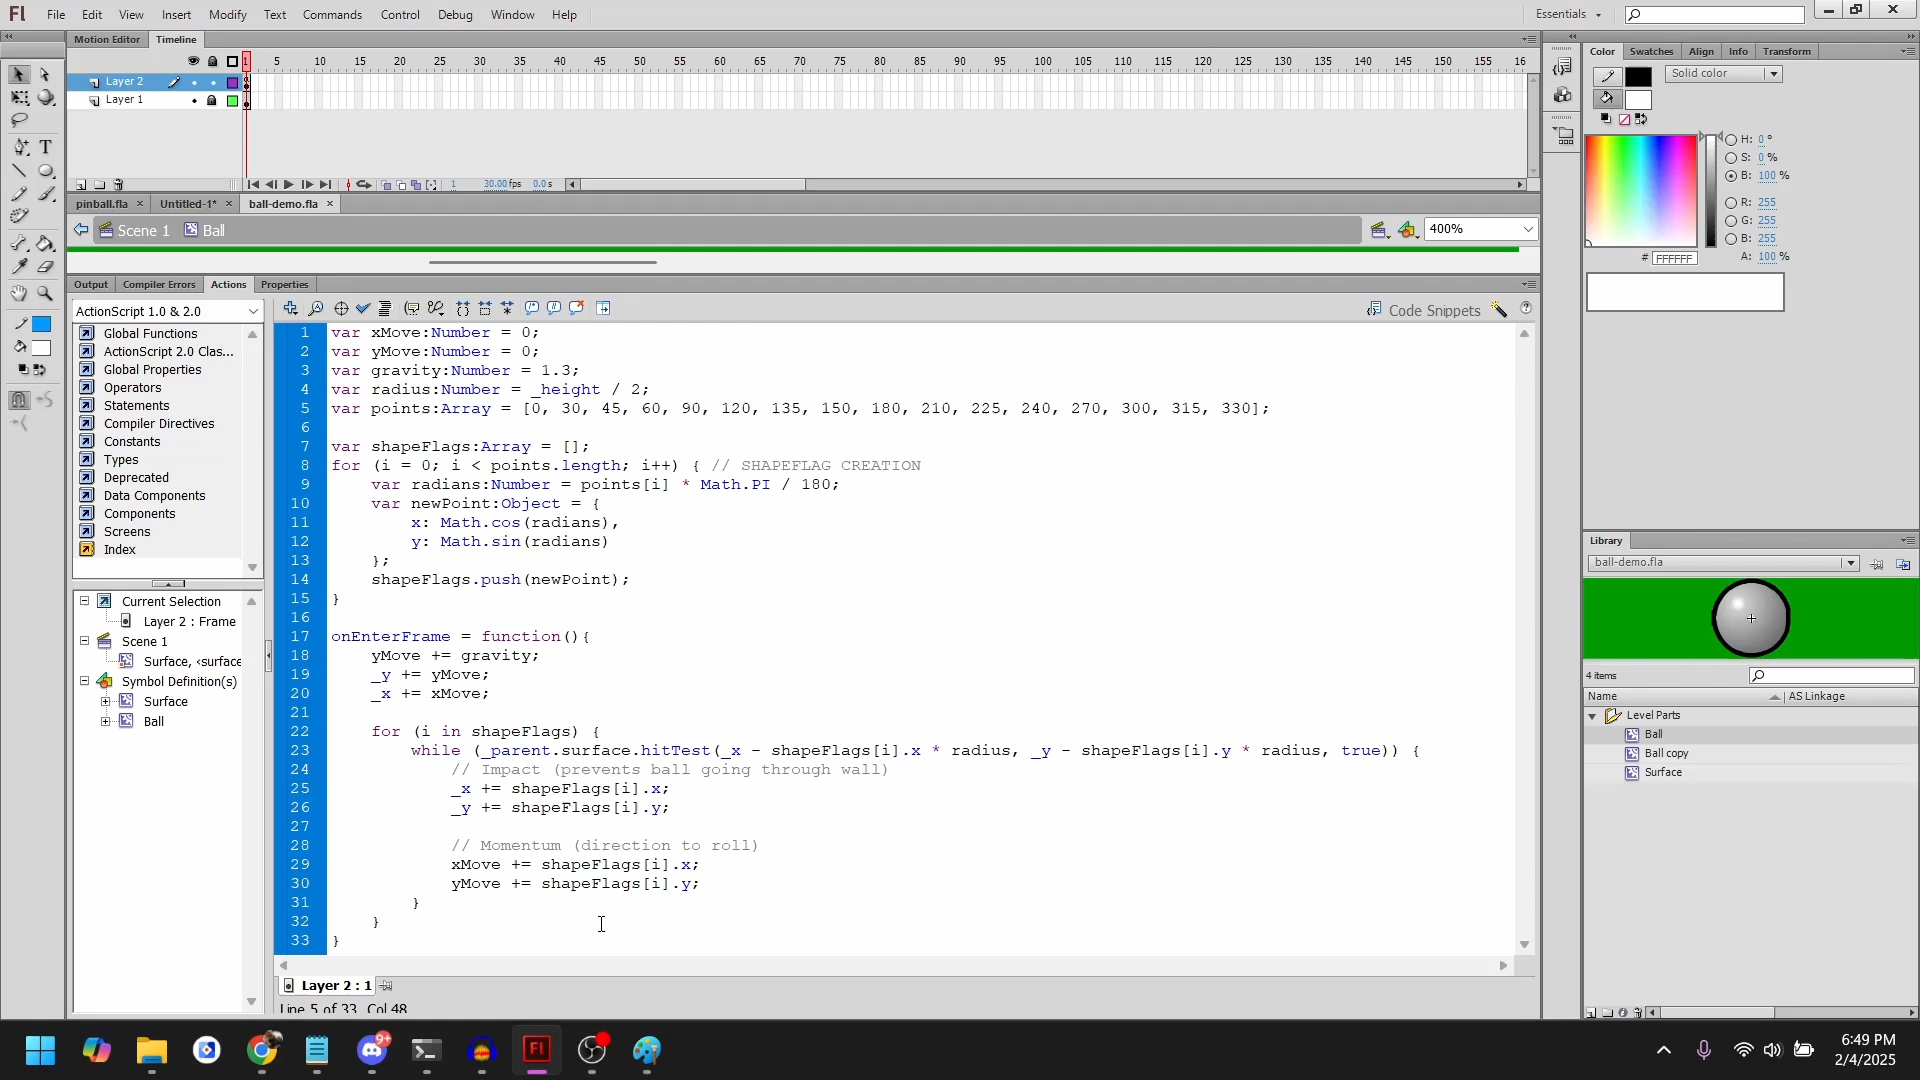 Fl File Edit View Insert Modify Text Commands Control Debug Window Help Essentials
Motion Editor Timeline
1 5 10 15 20 25 30 35 40 45 50 55 60 65 70 75 80 85 90 95 100 105 110 115 120 125 130 135 140 145 150 155 16
Layer 2
Layer 1
1 30.00 fps 0.0 s
pinball.fla × Untitled-1* × ball-demo.fla ×
Scene 1 Ball 400%
Output Compiler Errors Actions Properties
ActionScript 1.0 & 2.0
Code Snippets
Global Functions
ActionScript 2.0 Clas...
Global Properties
Operators
Statements
Compiler Directives
Constants
Types
Deprecated
Data Components
Components
Screens
Index
Current Selection
Layer 2 : Frame
Scene 1
Surface, <surface
Symbol Definition(s)
Surface
Ball
1 var xMove:Number = 0;
2 var yMove:Number = 0;
3 var gravity:Number = 1.3;
4 var radius:Number = _height / 2;
5 var points:Array = [0, 30, 45, 60, 90, 120, 135, 150, 180, 210, 225, 240, 270, 300, 315, 330];
6
7 var shapeFlags:Array = [];
8 for (i = 0; i < points.length; i++) { // SHAPEFLAG CREATION
9 var radians:Number = points[i] * Math.PI / 180;
10 var newPoint:Object = {
11 x: Math.cos(radians),
12 y: Math.sin(radians)
13 };
14 shapeFlags.push(newPoint);
15 }
16
17 onEnterFrame = function(){
18 yMove += gravity;
19 _y += yMove;
20 _x += xMove;
21
22 for (i in shapeFlags) {
23 while (_parent.surface.hitTest(_x - shapeFlags[i].x * radius, _y - shapeFlags[i].y * radius, true)) {
24 // Impact (prevents ball going through wall)
25 _x += shapeFlags[i].x;
26 _y += shapeFlags[i].y;
27
28 // Momentum (direction to roll)
29 xMove += shapeFlags[i].x;
30 yMove += shapeFlags[i].y;
31 }
32 }
33 }
Layer 2 : 1
Line 5 of 33, Col 48
Color Swatches Align Info Transform
Solid color
H: 0 °
S: 0 %
B: 100 %
R: 255
G: 255
B: 255
# FFFFFF A: 100 %
Library
ball-demo.fla
4 items
Name AS Linkage
Level Parts
Ball
Ball copy
Surface
9+
Fl
6:49 PM
2/4/2025